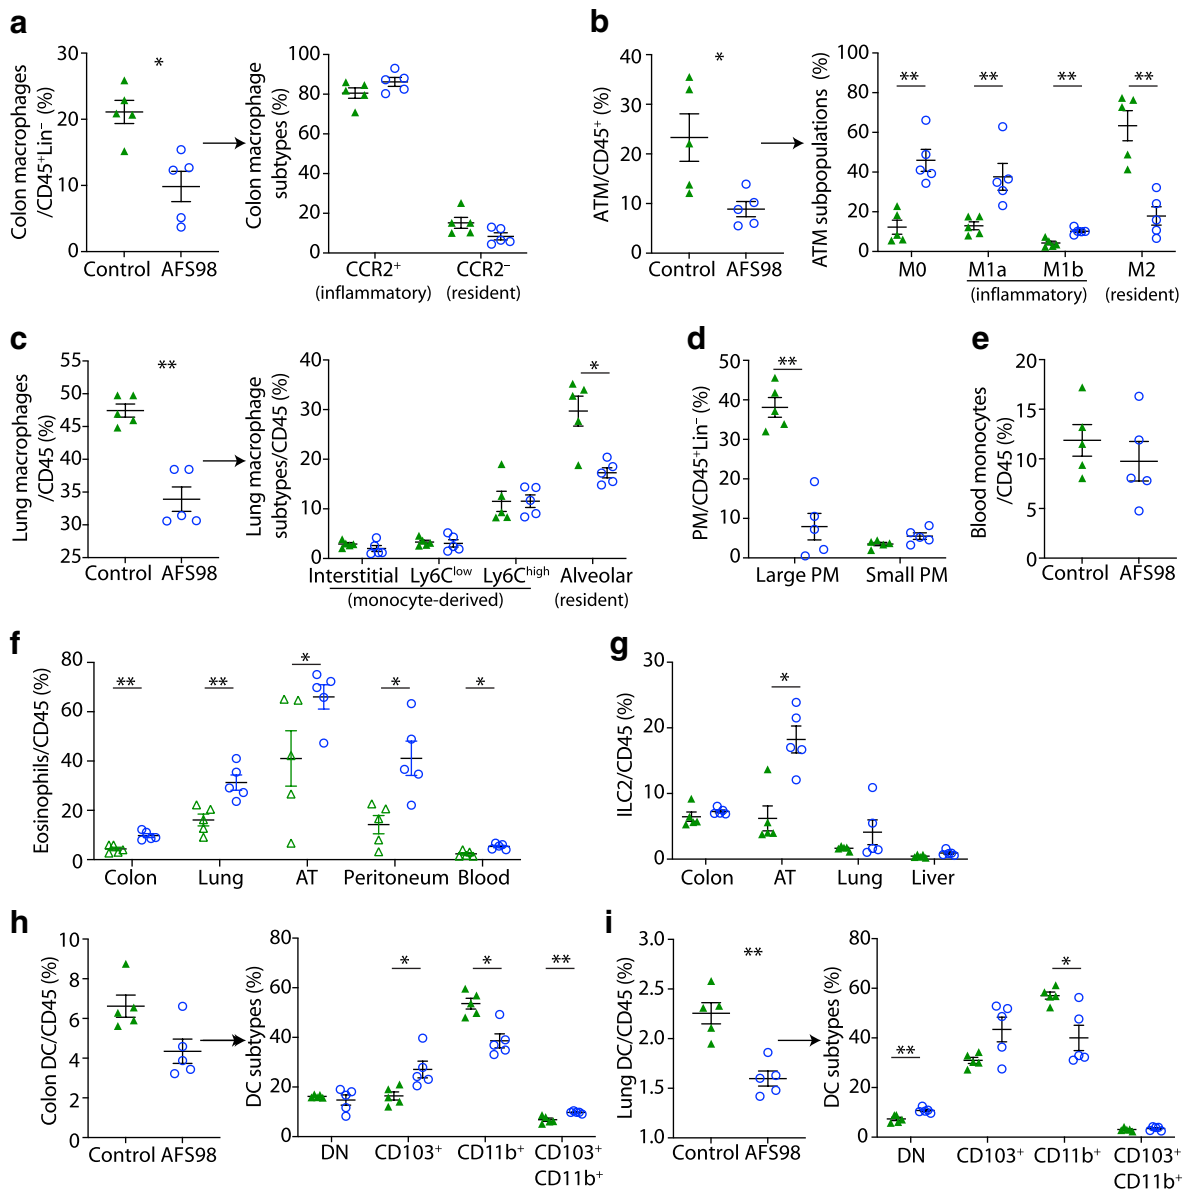 a
Colon macrophages
/CD45⁺Lin⁻ (%)
30
20
10
0
*
Control AFS98
Colon macrophage
subtypes (%)
100
80
60
40
20
0
CCR2⁺ CCR2⁻
(inflammatory) (resident)
b
ATM/CD45⁺ (%)
40
30
20
10
0
*
Control AFS98
ATM subpopulations (%)
100
80
60
40
20
0
** ** ** **
M0 M1a M1b M2
(inflammatory) (resident)
c
Lung macrophages
/CD45 (%)
55
50
45
40
35
30
25
**
Control AFS98
Lung macrophage
subtypes/CD45 (%)
40
30
20
10
0
*
Interstitial Ly6Cˡᵒʷ Ly6Cʰⁱᵍʰ Alveolar
(monocyte-derived) (resident)
d
PM/CD45⁺Lin⁻ (%)
50
40
30
20
10
0
**
Large PM Small PM
e
Blood monocytes
/CD45 (%)
20
15
10
5
0
Control AFS98
f
Eosinophils/CD45 (%)
80
60
40
20
0
** ** * * *
Colon Lung AT Peritoneum Blood
g
ILC2/CD45 (%)
30
20
10
0
*
Colon AT Lung Liver
h
Colon DC/CD45 (%)
10
8
6
4
2
0
Control AFS98
DC subtypes (%)
80
60
40
20
0
* * **
DN CD103⁺ CD11b⁺ CD103⁺
CD11b⁺
i
Lung DC/CD45 (%)
3.0
2.5
2.0
1.5
1.0
**
Control AFS98
DC subtypes (%)
80
60
40
20
0
** *
DN CD103⁺ CD11b⁺ CD103⁺
CD11b⁺